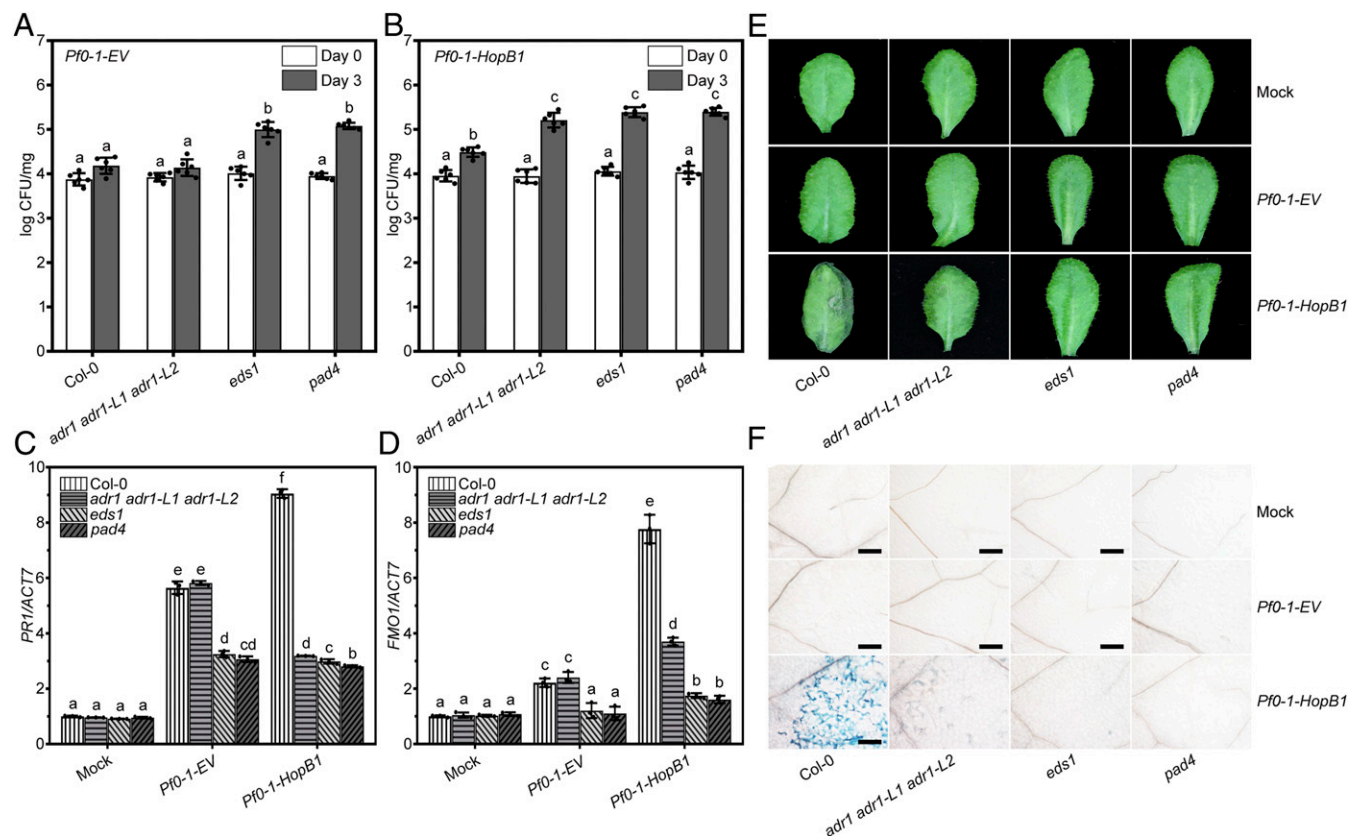 A
Pf0-1-EV
Day 0
Day 3
log CFU/mg
7
6
5
4
3
2
1
0
a a a a a b a b
Col-0
adr1 adr1-L1 adr1-L2
eds1
pad4
B
Pf0-1-HopB1
Day 0
Day 3
log CFU/mg
7
6
5
4
3
2
1
0
a b a c a c a c
Col-0
adr1 adr1-L1 adr1-L2
eds1
pad4
C
Col-0
adr1 adr1-L1 adr1-L2
eds1
pad4
PR1/ACT7
10
8
6
4
2
0
a a a a e e d cd f d c b
Mock
Pf0-1-EV
Pf0-1-HopB1
D
Col-0
adr1 adr1-L1 adr1-L2
eds1
pad4
FMO1/ACT7
10
8
6
4
2
0
a a a a c c a a e d b b
Mock
Pf0-1-EV
Pf0-1-HopB1
E
Mock
Pf0-1-EV
Pf0-1-HopB1
Col-0
adr1 adr1-L1 adr1-L2
eds1
pad4
F
Mock
Pf0-1-EV
Pf0-1-HopB1
Col-0
adr1 adr1-L1 adr1-L2
eds1
pad4